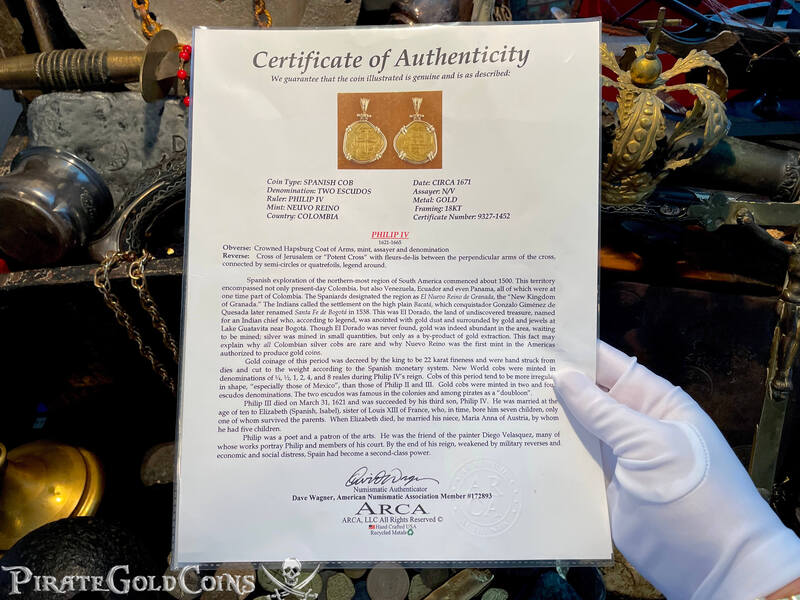 Certificate of Authenticity
We guarantee that the coin illustrated is genuine and is as described:
Coin Type: SPANISH COB
Denomination: TWO ESCUDOS
Ruler: PHILIP IV
Mint: NEUVO REINO
Country: COLOMBIA
Date: CIRCA 1671
Assayer: N/V
Metal: GOLD
Framing: 18KT
Certificate Number: 9327-1452
PHILIP IV
1621-1665
Obverse: Crowned Hapsburg Coat of Arms, mint, assayer and denomination
Reverse: Cross of Jerusalem or "Potent Cross" with fleurs-de-lis between the perpendicular arms of the cross,
connected by semi-circles or quatrefoils, legend around.
Spanish exploration of the northern-most region of South America commenced about 1500. This territory
encompassed not only present-day Colombia, but also Venezuela, Ecuador and even Panama, all of which were at
one time part of Colombia. The Spaniards designated the region as El Nuevo Reino de Granada, the "New Kingdom
of Granada." The Indians called the settlement on the high plain Bacatá, which conquistador Gonzalo Giménez de
Quesada later renamed Santa Fe de Bogotá in 1538. This was El Dorado, the land of undiscovered treasure, named
for an Indian chief who, according to legend, was anointed with gold dust and surrounded by gold and jewels at
Lake Guatavita near Bogotá. Though El Dorado was never found, gold was indeed abundant in the area, waiting
to be mined; silver was mined in small quantities, but only as a by-product of gold extraction. This fact may
explain why all Colombian silver cobs are rare and why Nuevo Reino was the first mint in the Americas
authorized to produce gold coins.
Gold coinage of this period was decreed by the king to be 22 karat fineness and were hand struck from
dies and cut to the weight according to the Spanish monetary system. New World cobs were minted in
denominations of ¼, ½, 1, 2, 4, and 8 reales during Philip IV's reign. Cobs of this period tend to be more irregular
in shape, "especially those of Mexico", than those of Philip II and III. Gold cobs were minted in two and four
escudos denominations. The two escudos was famous in the colonies and among pirates as a "doubloon".
Philip III died on March 31, 1621 and was succeeded by his third son, Philip IV. He was married at the
age of ten to Elizabeth (Spanish, Isabel), sister of Louis XIII of France, who, in time, bore him seven children, only
one of whom survived the parents. When Elizabeth died, he married his niece, Maria Anna of Austria, by whom
he had five children.
Philip was a poet and a patron of the arts. He was the friend of the painter Diego Velasquez, many of
whose works portray Philip and members of his court. By the end of his reign, weakened by military reverses and
economic and social distress, Spain had become a second-class power.
Numismatic Authenticator
Dave Wagner, American Numismatic Association Member #172893
ARCA
ARCA, LLC All Rights Reserved ©
Hand Crafted USA
Recycled Metals
PIRATEGOLDCOINS